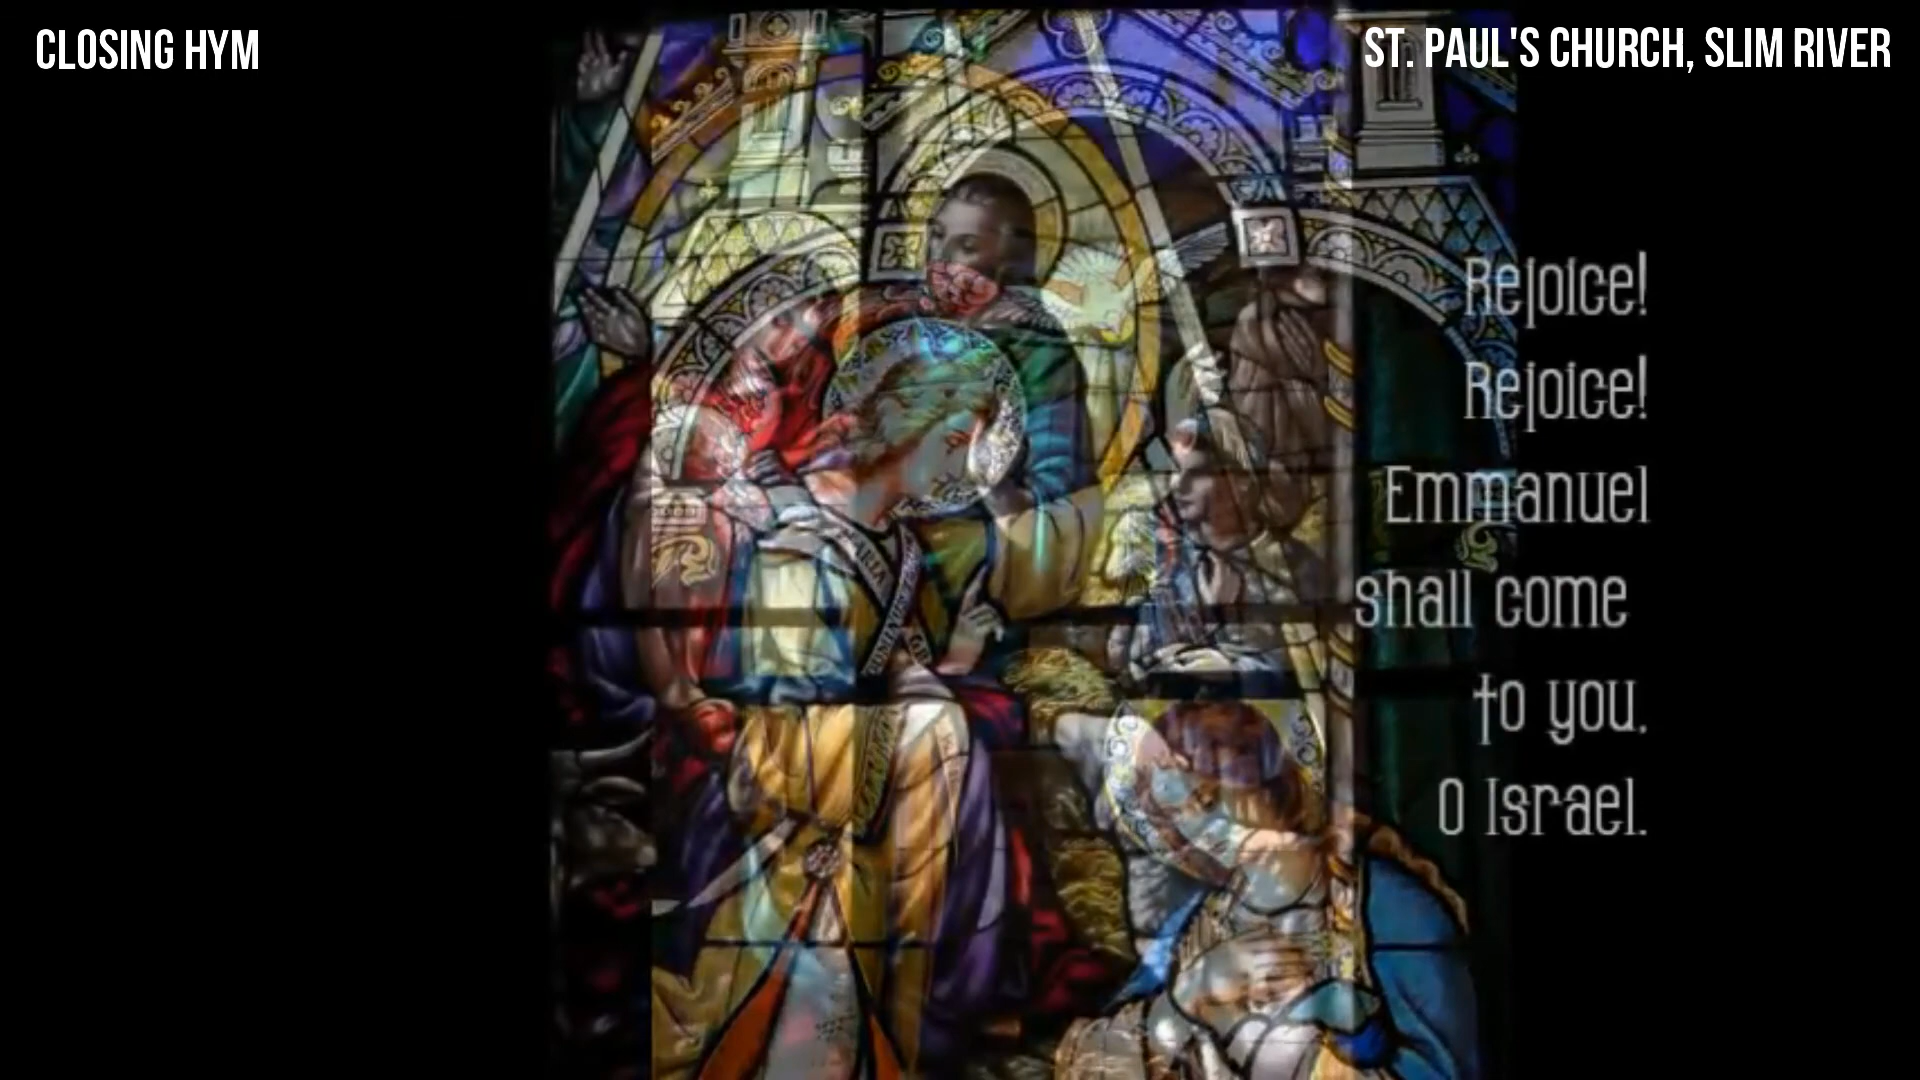 CLOSING HYM
ST. PAUL'S CHURCH, SLIM RIVER
Rejoice!
Rejoice!
Emmanuel
shall come
to you,
O Israel.